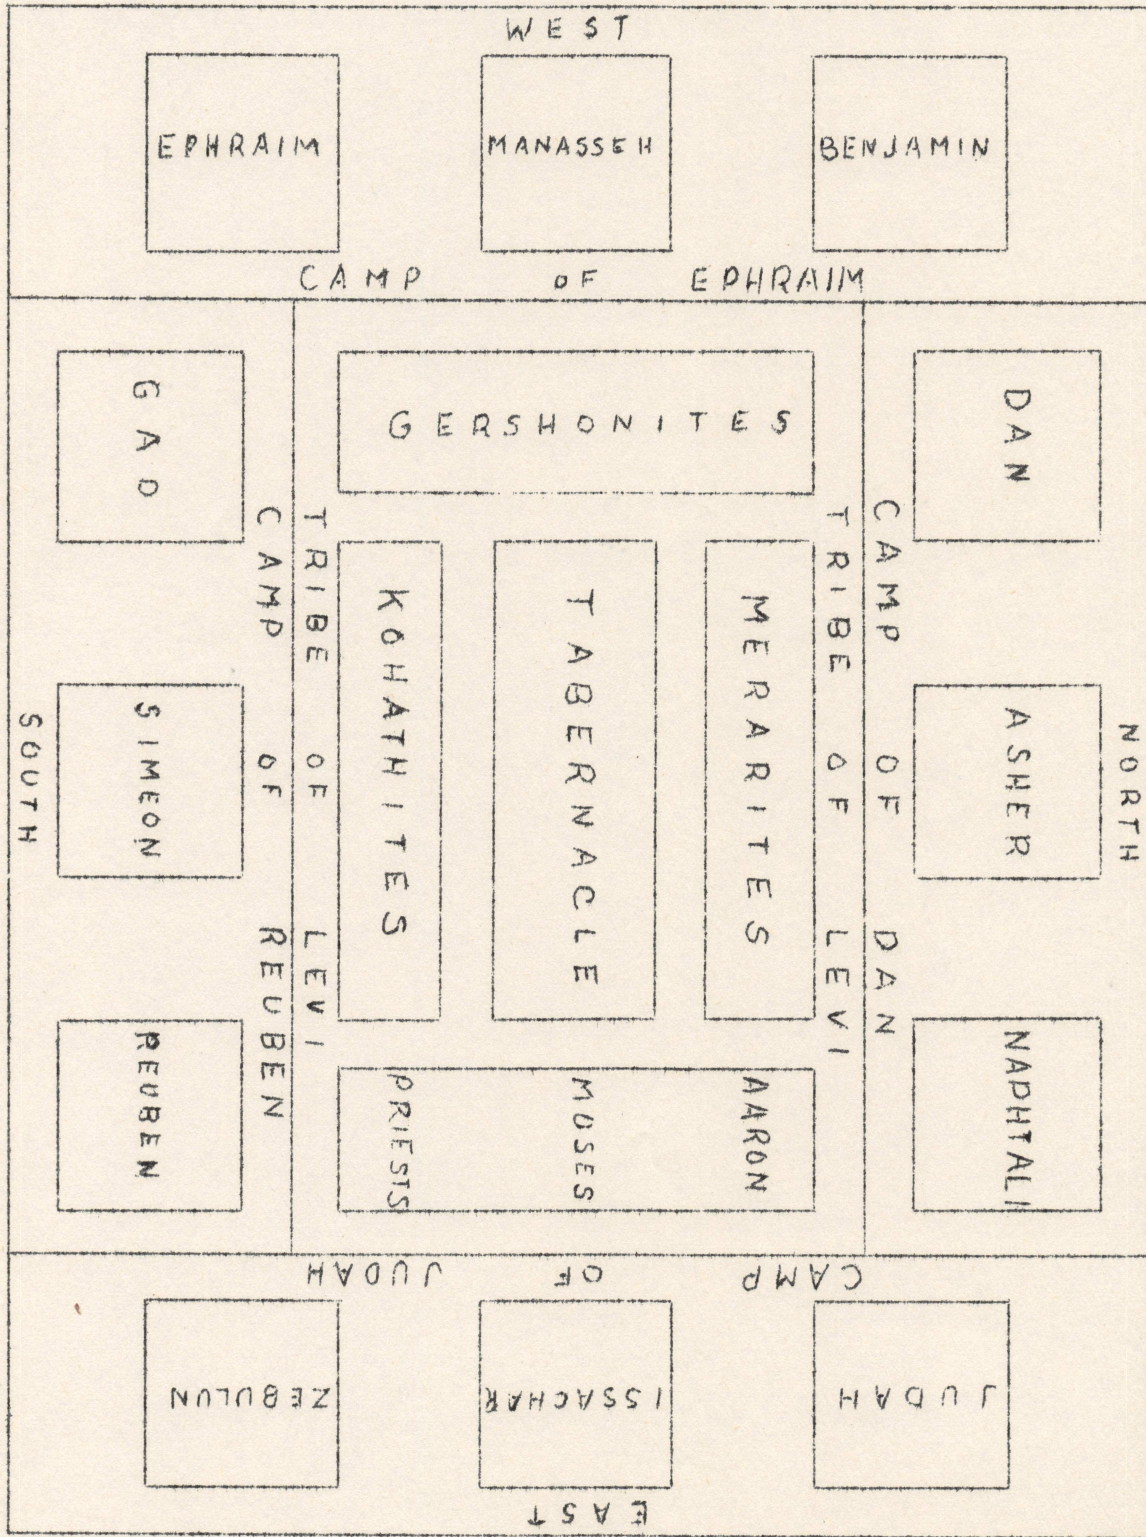 WEST
EPHRAIM
MANASSEH
BENJAMIN
CAMP OF EPHRAIM
GAD
SIMEON
REUBEN
SOUTH
CAMP OF REUBEN
TRIBE OF LEVI
GERSHONITES
KOHATHITES
TABERNACLE
MERARITES
PRIESTS
MOSES
AARON
TRIBE OF LEVI
CAMP OF DAN
DAN
ASHER
NAPHTALI
NORTH
CAMP OF JUDAH
JUDAH
ISSACHAR
ZEBULUN
EAST